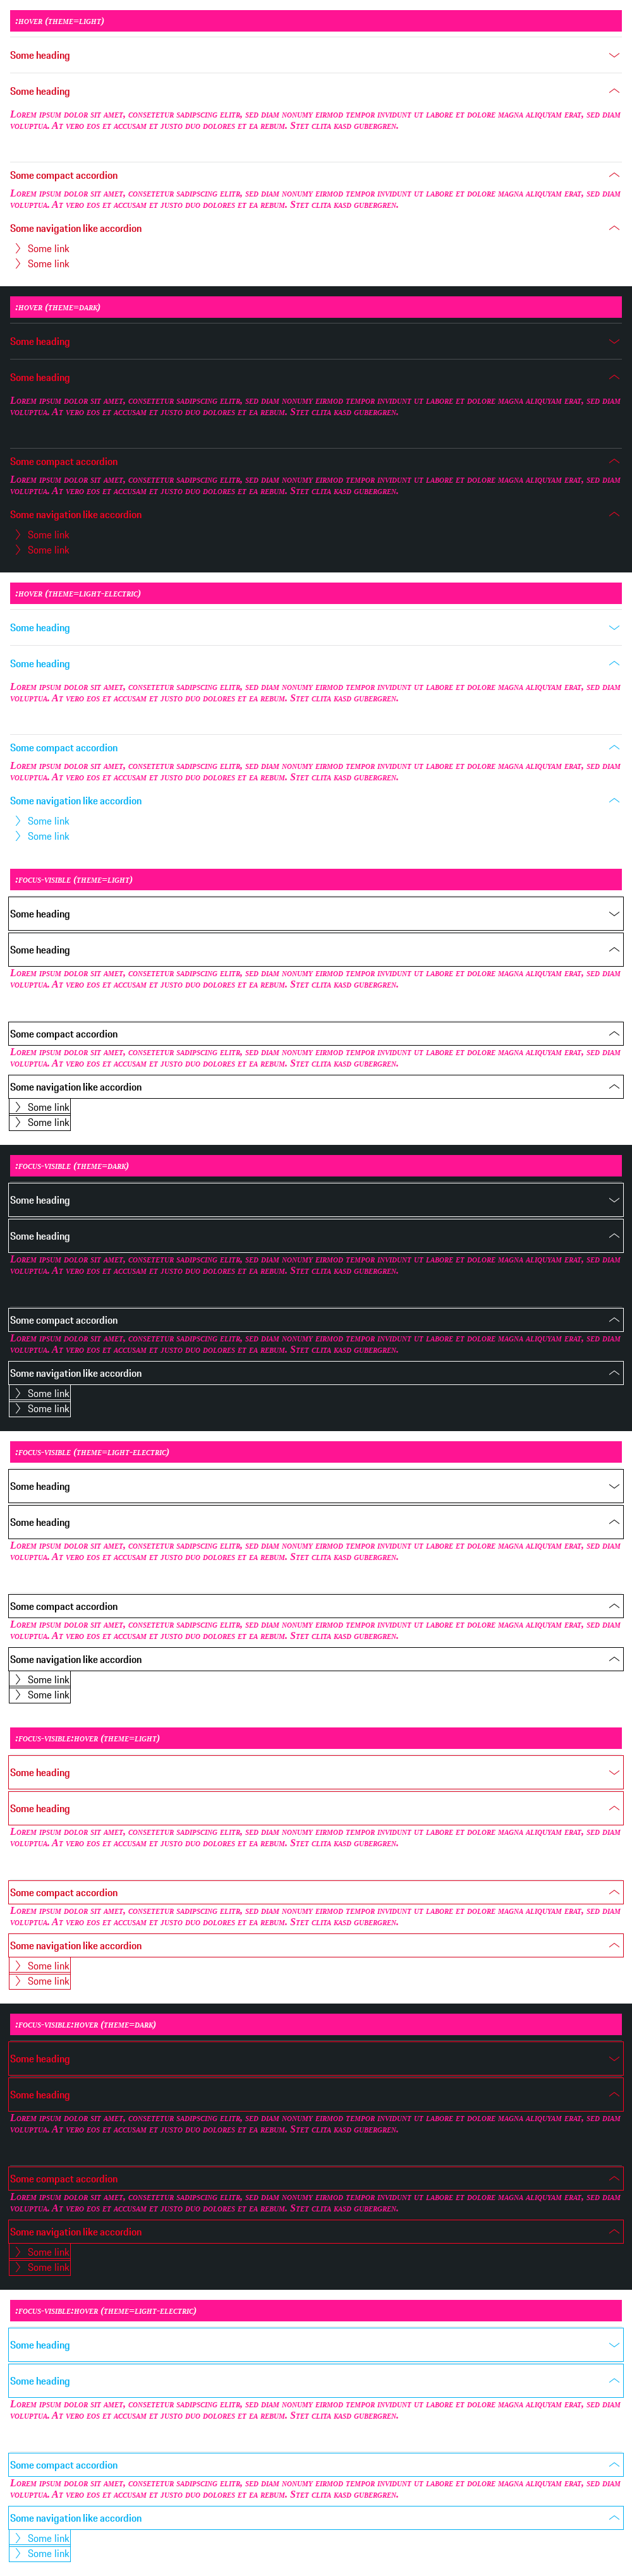 :hover (theme=light)
Some heading
Some heading
Lorem ipsum dolor sit amet, consetetur sadipscing elitr, sed diam nonumy eirmod tempor invidunt ut labore et dolore magna aliquyam erat, sed diam
voluptua. At vero eos et accusam et justo duo dolores et ea rebum. Stet clita kasd gubergren.
Some compact accordion
Lorem ipsum dolor sit amet, consetetur sadipscing elitr, sed diam nonumy eirmod tempor invidunt ut labore et dolore magna aliquyam erat, sed diam
voluptua. At vero eos et accusam et justo duo dolores et ea rebum. Stet clita kasd gubergren.
Some navigation like accordion
Some link
Some link
:hover (theme=dark)
Some heading
Some heading
Lorem ipsum dolor sit amet, consetetur sadipscing elitr, sed diam nonumy eirmod tempor invidunt ut labore et dolore magna aliquyam erat, sed diam
voluptua. At vero eos et accusam et justo duo dolores et ea rebum. Stet clita kasd gubergren.
Some compact accordion
Lorem ipsum dolor sit amet, consetetur sadipscing elitr, sed diam nonumy eirmod tempor invidunt ut labore et dolore magna aliquyam erat, sed diam
voluptua. At vero eos et accusam et justo duo dolores et ea rebum. Stet clita kasd gubergren.
Some navigation like accordion
Some link
Some link
:hover (theme=light-electric)
Some heading
Some heading
Lorem ipsum dolor sit amet, consetetur sadipscing elitr, sed diam nonumy eirmod tempor invidunt ut labore et dolore magna aliquyam erat, sed diam
voluptua. At vero eos et accusam et justo duo dolores et ea rebum. Stet clita kasd gubergren.
Some compact accordion
Lorem ipsum dolor sit amet, consetetur sadipscing elitr, sed diam nonumy eirmod tempor invidunt ut labore et dolore magna aliquyam erat, sed diam
voluptua. At vero eos et accusam et justo duo dolores et ea rebum. Stet clita kasd gubergren.
Some navigation like accordion
Some link
Some link
:focus-visible (theme=light)
Some heading
Some heading
Lorem ipsum dolor sit amet, consetetur sadipscing elitr, sed diam nonumy eirmod tempor invidunt ut labore et dolore magna aliquyam erat, sed diam
voluptua. At vero eos et accusam et justo duo dolores et ea rebum. Stet clita kasd gubergren.
Some compact accordion
Lorem ipsum dolor sit amet, consetetur sadipscing elitr, sed diam nonumy eirmod tempor invidunt ut labore et dolore magna aliquyam erat, sed diam
voluptua. At vero eos et accusam et justo duo dolores et ea rebum. Stet clita kasd gubergren.
Some navigation like accordion
Some link
Some link
:focus-visible (theme=dark)
Some heading
Some heading
Lorem ipsum dolor sit amet, consetetur sadipscing elitr, sed diam nonumy eirmod tempor invidunt ut labore et dolore magna aliquyam erat, sed diam
voluptua. At vero eos et accusam et justo duo dolores et ea rebum. Stet clita kasd gubergren.
Some compact accordion
Lorem ipsum dolor sit amet, consetetur sadipscing elitr, sed diam nonumy eirmod tempor invidunt ut labore et dolore magna aliquyam erat, sed diam
voluptua. At vero eos et accusam et justo duo dolores et ea rebum. Stet clita kasd gubergren.
Some navigation like accordion
Some link
Some link
:focus-visible (theme=light-electric)
Some heading
Some heading
Lorem ipsum dolor sit amet, consetetur sadipscing elitr, sed diam nonumy eirmod tempor invidunt ut labore et dolore magna aliquyam erat, sed diam
voluptua. At vero eos et accusam et justo duo dolores et ea rebum. Stet clita kasd gubergren.
Some compact accordion
Lorem ipsum dolor sit amet, consetetur sadipscing elitr, sed diam nonumy eirmod tempor invidunt ut labore et dolore magna aliquyam erat, sed diam
voluptua. At vero eos et accusam et justo duo dolores et ea rebum. Stet clita kasd gubergren.
Some navigation like accordion
Some link
Some link
:focus-visible:hover (theme=light)
Some heading
Some heading
Lorem ipsum dolor sit amet, consetetur sadipscing elitr, sed diam nonumy eirmod tempor invidunt ut labore et dolore magna aliquyam erat, sed diam
voluptua. At vero eos et accusam et justo duo dolores et ea rebum. Stet clita kasd gubergren.
Some compact accordion
Lorem ipsum dolor sit amet, consetetur sadipscing elitr, sed diam nonumy eirmod tempor invidunt ut labore et dolore magna aliquyam erat, sed diam
voluptua. At vero eos et accusam et justo duo dolores et ea rebum. Stet clita kasd gubergren.
Some navigation like accordion
Some link
Some link
:focus-visible:hover (theme=dark)
Some heading
Some heading
Lorem ipsum dolor sit amet, consetetur sadipscing elitr, sed diam nonumy eirmod tempor invidunt ut labore et dolore magna aliquyam erat, sed diam
voluptua. At vero eos et accusam et justo duo dolores et ea rebum. Stet clita kasd gubergren.
Some compact accordion
Lorem ipsum dolor sit amet, consetetur sadipscing elitr, sed diam nonumy eirmod tempor invidunt ut labore et dolore magna aliquyam erat, sed diam
voluptua. At vero eos et accusam et justo duo dolores et ea rebum. Stet clita kasd gubergren.
Some navigation like accordion
Some link
Some link
:focus-visible:hover (theme=light-electric)
Some heading
Some heading
Lorem ipsum dolor sit amet, consetetur sadipscing elitr, sed diam nonumy eirmod tempor invidunt ut labore et dolore magna aliquyam erat, sed diam
voluptua. At vero eos et accusam et justo duo dolores et ea rebum. Stet clita kasd gubergren.
Some compact accordion
Lorem ipsum dolor sit amet, consetetur sadipscing elitr, sed diam nonumy eirmod tempor invidunt ut labore et dolore magna aliquyam erat, sed diam
voluptua. At vero eos et accusam et justo duo dolores et ea rebum. Stet clita kasd gubergren.
Some navigation like accordion
Some link
Some link